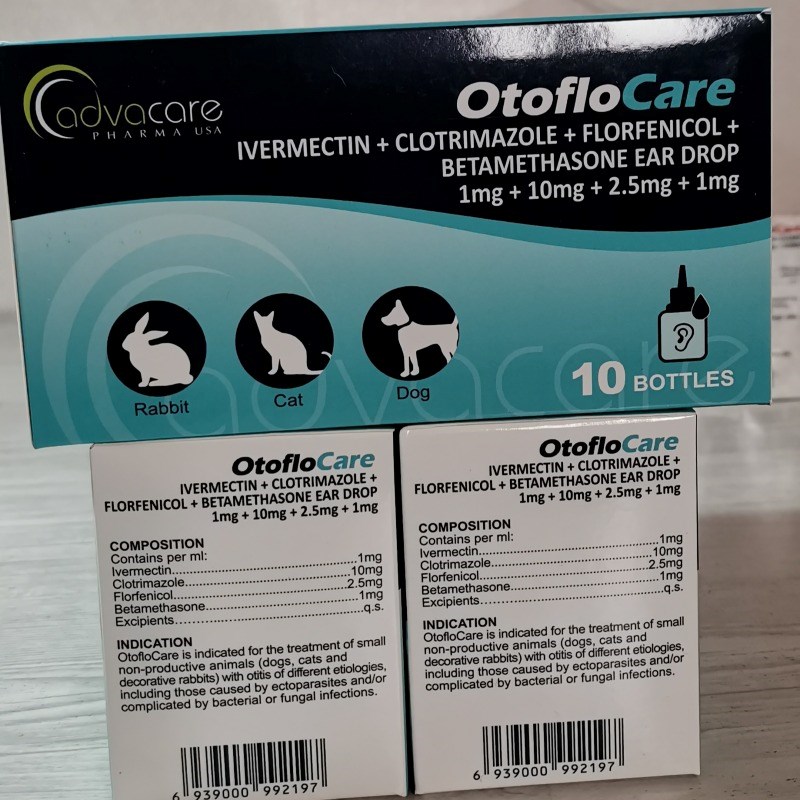 advacare
PHARMA USA
OtofloCare
IVERMECTIN + CLOTRIMAZOLE + FLORFENICOL +
BETAMETHASONE EAR DROP
1mg + 10mg + 2.5mg + 1mg
Rabbit
Cat
Dog
10 BOTTLES
advacare
OtofloCare
IVERMECTIN + CLOTRIMAZOLE +
FLORFENICOL + BETAMETHASONE EAR DROP
1mg + 10mg + 2.5mg + 1mg
COMPOSITION
Contains per ml:
Ivermectin..................................................1mg
Clotrimazole.............................................10mg
Florfenicol................................................2.5mg
Betamethasone..........................................1mg
Excipients..................................................q.s.
INDICATION
OtofloCare is indicated for the treatment of small
non-productive animals (dogs, cats and
decorative rabbits) with otitis of different etiologies,
including those caused by ectoparasites and/or
complicated by bacterial or fungal infections.
6 939000 992197
OtofloCare
IVERMECTIN + CLOTRIMAZOLE +
FLORFENICOL + BETAMETHASONE EAR DROP
1mg + 10mg + 2.5mg + 1mg
COMPOSITION
Contains per ml:
Ivermectin..................................................1mg
Clotrimazole.............................................10mg
Florfenicol................................................2.5mg
Betamethasone..........................................1mg
Excipients..................................................q.s.
INDICATION
OtofloCare is indicated for the treatment of small
non-productive animals (dogs, cats and
decorative rabbits) with otitis of different etiologies,
including those caused by ectoparasites and/or
complicated by bacterial or fungal infections.
6 939000 992197